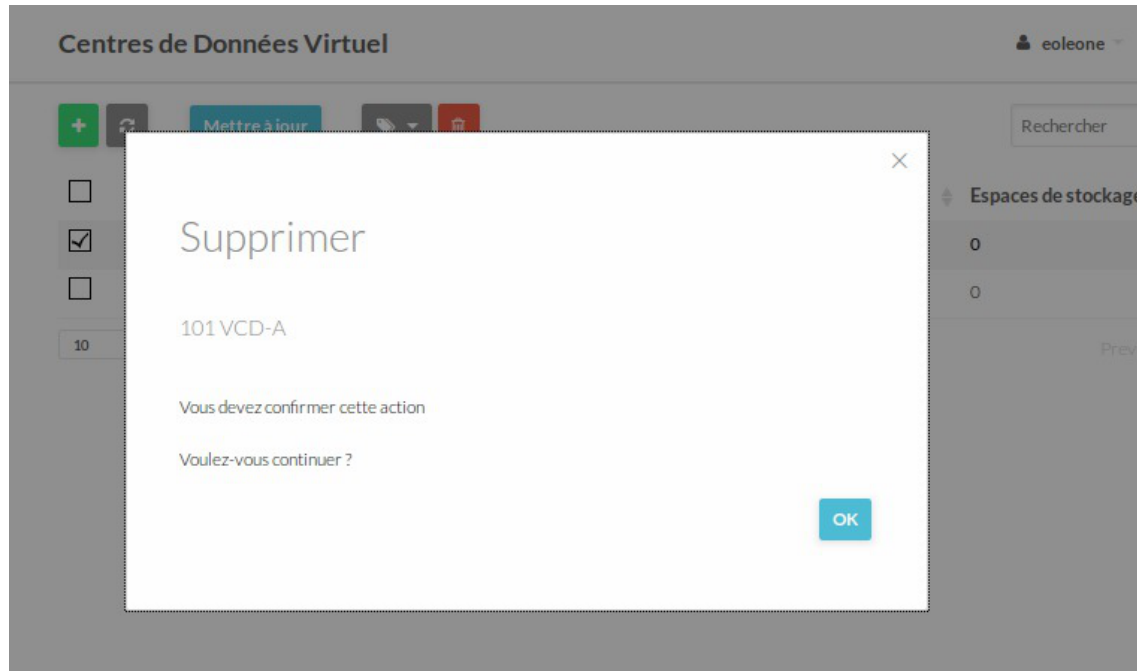 Centres de Données Virtuel
eoleone
Mettre à jour
Rechercher
Espaces de stockage
Supprimer
0
101 VCD-A
0
10
Prev
Vous devez confirmer cette action
Voulez-vous continuer ?
OK